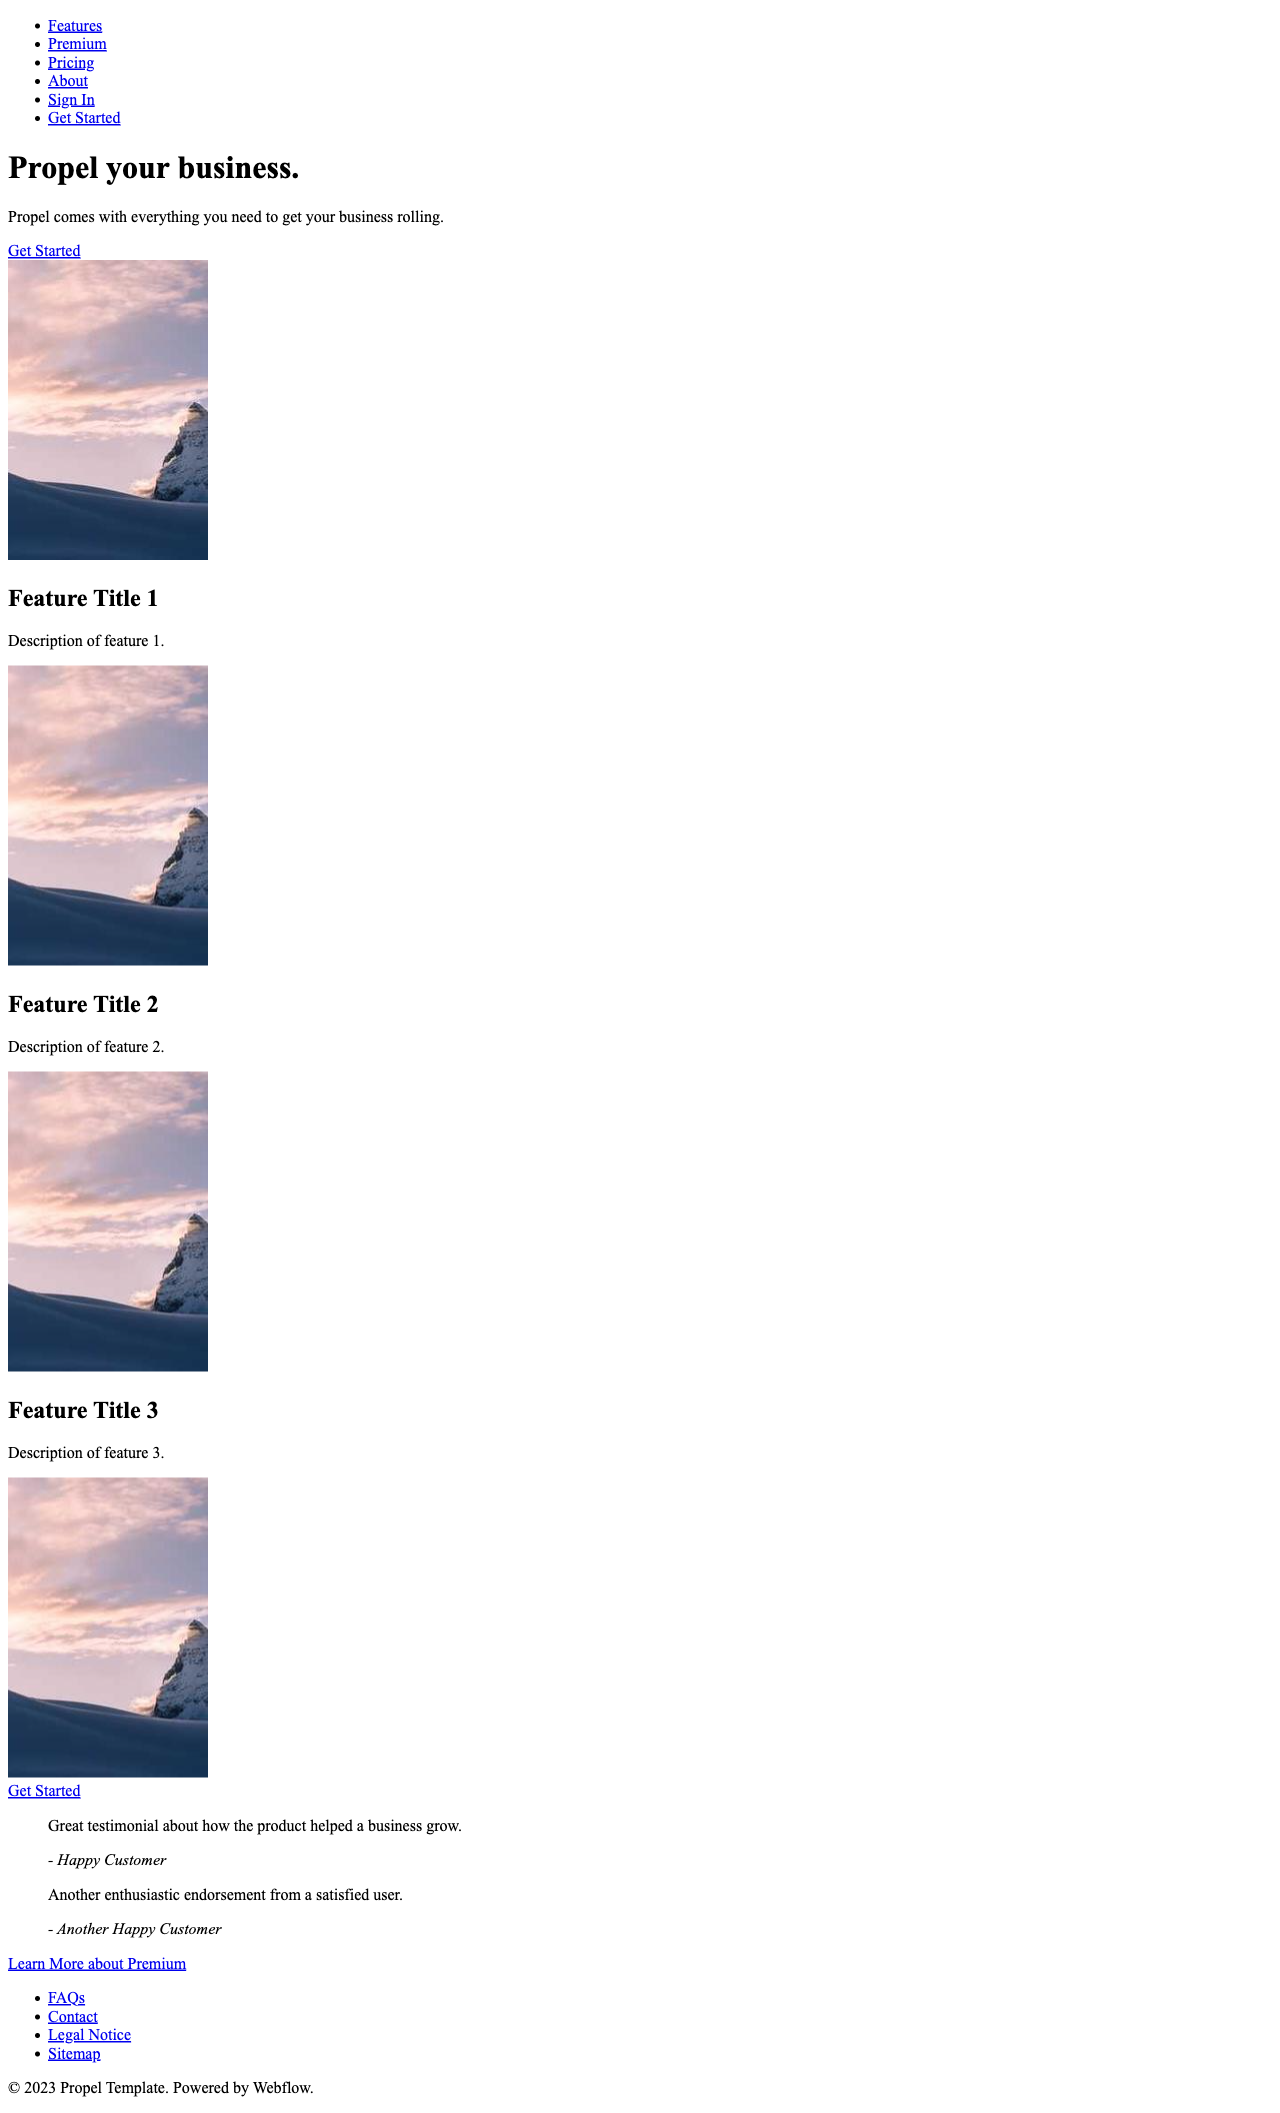 Features
Premium
Pricing
About
Sign In
Get Started
Propel your business.
Propel comes with everything you need to get your business rolling.
Get Started
Feature Title 1
Description of feature 1.
Feature Title 2
Description of feature 2.
Feature Title 3
Description of feature 3.
Get Started
Great testimonial about how the product helped a business grow.
- Happy Customer
Another enthusiastic endorsement from a satisfied user.
- Another Happy Customer
Learn More about Premium
FAQs
Contact
Legal Notice
Sitemap
© 2023 Propel Template. Powered by Webflow.